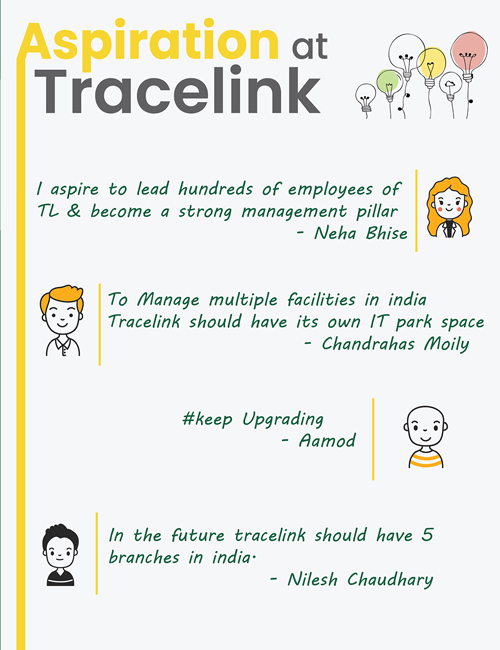 Aspiration at
Tracelink
I aspire to lead hundreds of employees of
TL & become a strong management pillar
- Neha Bhise
To Manage multiple facilities in india
Tracelink should have its own IT park space
- Chandrahas Moily
#keep Upgrading
- Aamod
In the future tracelink should have 5
branches in india.
- Nilesh Chaudhary